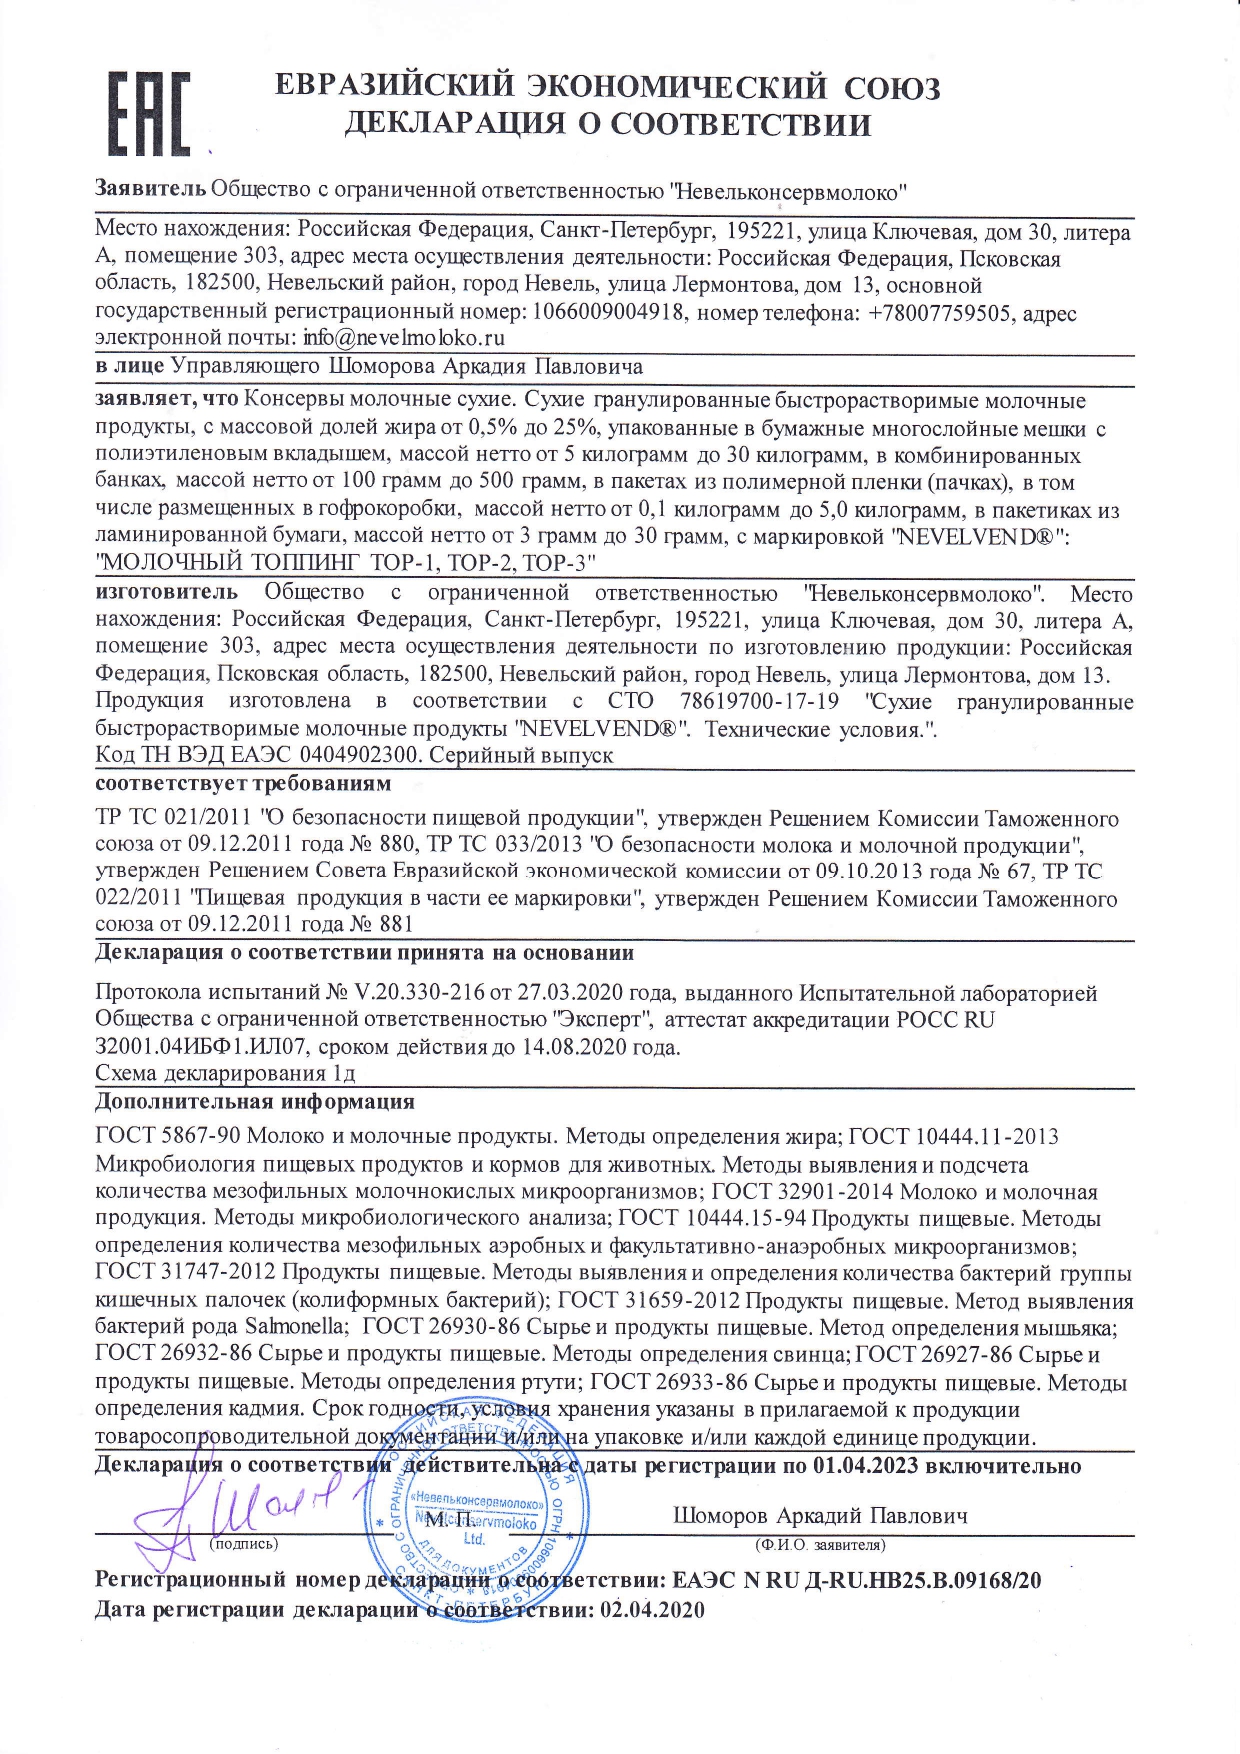 EAC
ЕВРАЗИЙСКИЙ ЭКОНОМИЧЕСКИЙ СОЮЗ
ДЕКЛАРАЦИЯ О СООТВЕТСТВИИ
Заявитель Общество с ограниченной ответственностью "Невельконсервмолоко"
Место нахождения: Российская Федерация, Санкт-Петербург, 195221, улица Ключевая, дом 30, литера
А, помещение 303, адрес места осуществления деятельности: Российская Федерация, Псковская
область, 182500, Невельский район, город Невель, улица Лермонтова, дом 13, основной
государственный регистрационный номер: 1066009004918, номер телефона: +78007759505, адрес
электронной почты: info@nevelmoloko.ru
в лице Управляющего Шоморова Аркадия Павловича
заявляет, что Консервы молочные сухие. Сухие гранулированные быстрорастворимые молочные
продукты, с массовой долей жира от 0,5% до 25%, упакованные в бумажные многослойные мешки с
полиэтиленовым вкладышем, массой нетто от 5 килограмм до 30 килограмм, в комбинированных
банках, массой нетто от 100 грамм до 500 грамм, в пакетах из полимерной пленки (пачках), в том
числе размещенных в гофрокоробки, массой нетто от 0,1 килограмм до 5,0 килограмм, в пакетиках из
ламинированной бумаги, массой нетто от 3 грамм до 30 грамм, с маркировкой "NEVELVEND®":
"МОЛОЧНЫЙ ТОППИНГ ТОР-1, ТОР-2, ТОР-3"
изготовитель Общество с ограниченной ответственностью "Невельконсервмолоко". Место
нахождения: Российская Федерация, Санкт-Петербург, 195221, улица Ключевая, дом 30, литера А,
помещение 303, адрес места осуществления деятельности по изготовлению продукции: Российская
Федерация, Псковская область, 182500, Невельский район, город Невель, улица Лермонтова, дом 13.
Продукция изготовлена в соответствии с СТО 78619700-17-19 "Сухие гранулированные
быстрорастворимые молочные продукты "NEVELVEND®". Технические условия.".
Код ТН ВЭД ЕАЭС 0404902300. Серийный выпуск
соответствует требованиям
ТР ТС 021/2011 "О безопасности пищевой продукции", утвержден Решением Комиссии Таможенного
союза от 09.12.2011 года № 880, ТР ТС 033/2013 "О безопасности молока и молочной продукции",
утвержден Решением Совета Евразийской экономической комиссии от 09.10.2013 года № 67, ТР ТС
022/2011 "Пищевая продукция в части ее маркировки", утвержден Решением Комиссии Таможенного
союза от 09.12.2011 года № 881
Декларация о соответствии принята на основании
Протокола испытаний № V.20.330-216 от 27.03.2020 года, выданного Испытательной лабораторией
Общества с ограниченной ответственностью "Эксперт", аттестат аккредитации РОСС RU
32001.04ИБФ1.ИЛ07, сроком действия до 14.08.2020 года.
Схема декларирования 1д
Дополнительная информация
ГОСТ 5867-90 Молоко и молочные продукты. Методы определения жира; ГОСТ 10444.11-2013
Микробиология пищевых продуктов и кормов для животных. Методы выявления и подсчета
количества мезофильных молочнокислых микроорганизмов; ГОСТ 32901-2014 Молоко и молочная
продукция. Методы микробиологического анализа; ГОСТ 10444.15-94 Продукты пищевые. Методы
определения количества мезофильных аэробных и факультативно-анаэробных микроорганизмов;
ГОСТ 31747-2012 Продукты пищевые. Методы выявления и определения количества бактерий группы
кишечных палочек (колиформных бактерий); ГОСТ 31659-2012 Продукты пищевые. Метод выявления
бактерий рода Salmonella; ГОСТ 26930-86 Сырье и продукты пищевые. Метод определения мышьяка;
ГОСТ 26932-86 Сырье и продукты пищевые. Методы определения свинца; ГОСТ 26927-86 Сырье и
продукты пищевые. Методы определения ртути; ГОСТ 26933-86 Сырье и продукты пищевые. Методы
определения кадмия. Срок годности, условия хранения указаны в прилагаемой к продукции
товаросопроводительной документации и/или на упаковке и/или каждой единице продукции.
Декларация о соответствии действительна с даты регистрации по 01.04.2023 включительно
РОССИЙСКАЯ ФЕДЕРАЦИЯ * САНКТ-ПЕТЕРБУРГ *
ОБЩЕСТВО С ОГРАНИЧЕННОЙ ОТВЕТСТВЕННОСТЬЮ ОГРН 1066009004918 *
«Невельконсервмолоко»
Nevelconservmoloko
Ltd.
ДЛЯ ДОКУМЕНТОВ
М. П.
Шоморов Аркадий Павлович
(подпись)
(Ф.И.О. заявителя)
Регистрационный номер декларации о соответствии: ЕАЭС N RU Д-RU.НВ25.В.09168/20
Дата регистрации декларации о соответствии: 02.04.2020